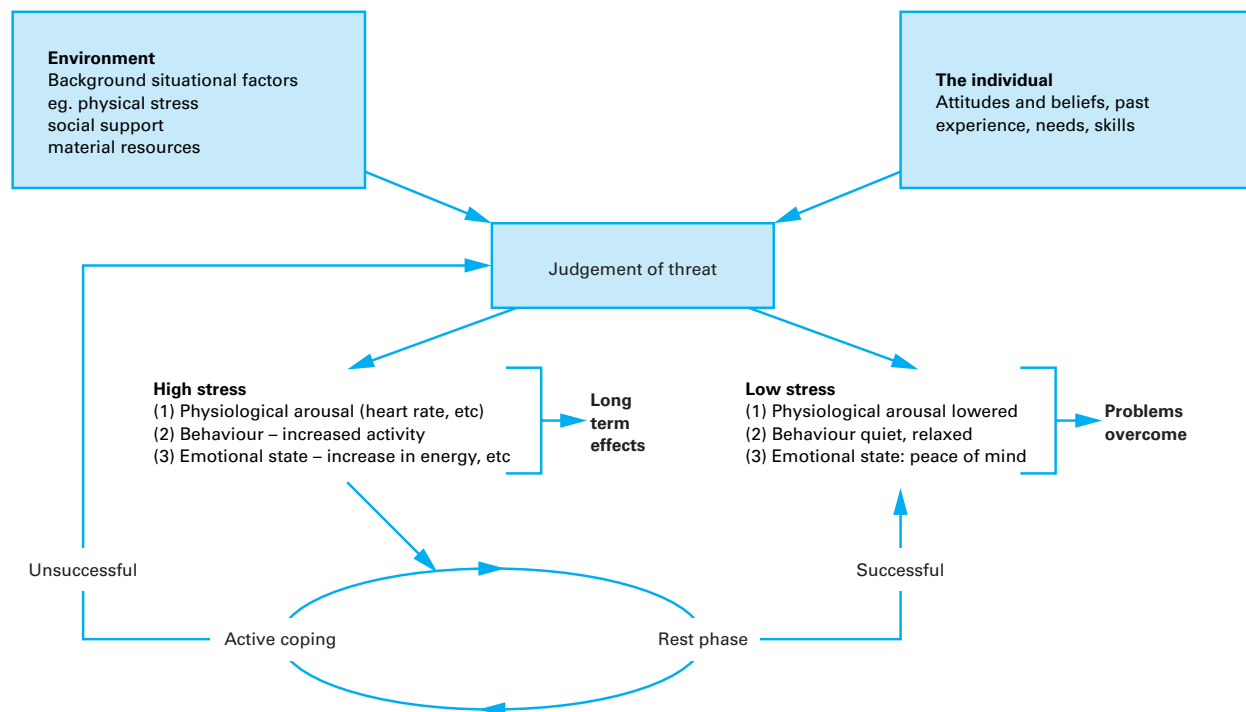 Environment
Background situational factors
eg. physical stress
social support
material resources
The individual
Attitudes and beliefs, past
experience, needs, skills
Judgement of threat
High stress
(1) Physiological arousal (heart rate, etc)
(2) Behaviour – increased activity
(3) Emotional state – increase in energy, etc
Long
term
effects
Low stress
(1) Physiological arousal lowered
(2) Behaviour quiet, relaxed
(3) Emotional state: peace of mind
Problems
overcome
Unsuccessful
Successful
Active coping
Rest phase